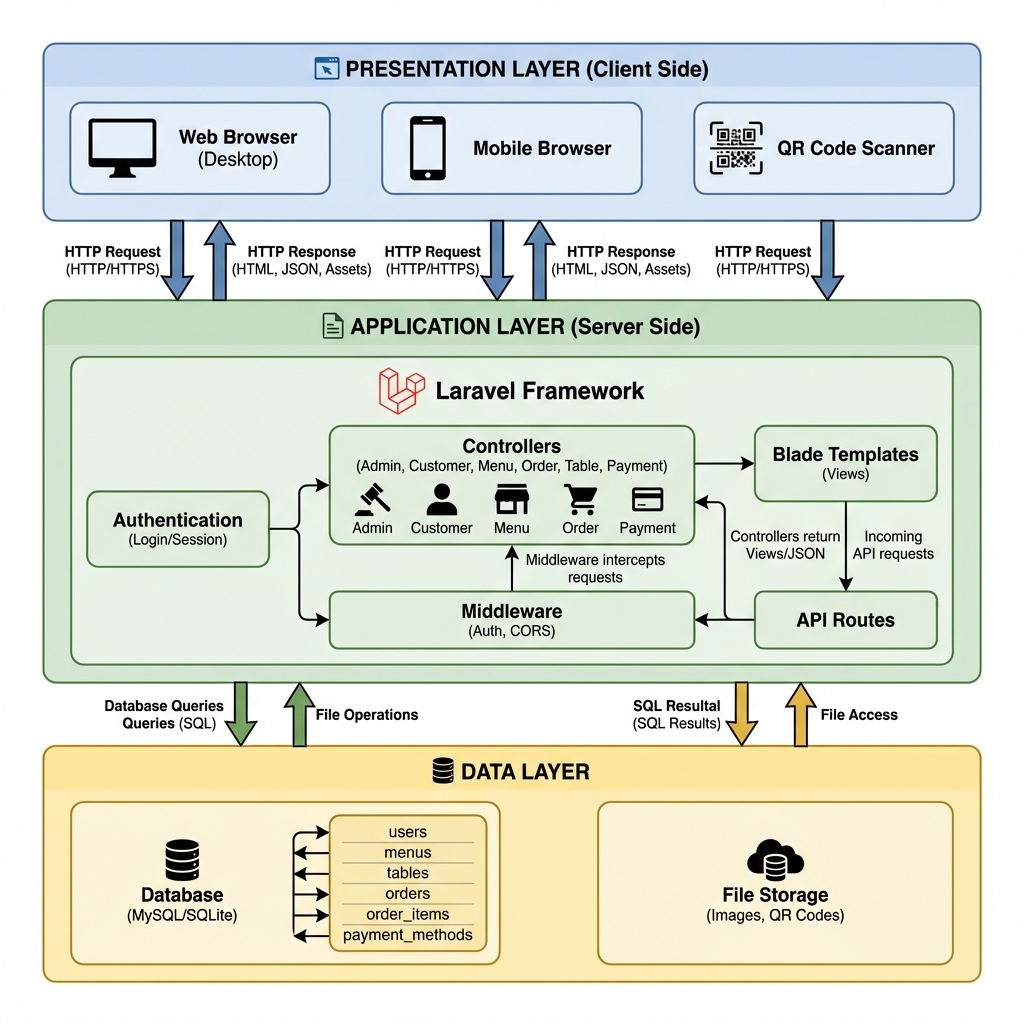 PRESENTATION LAYER (Client Side)
Web Browser
(Desktop)
Mobile Browser
QR Code Scanner
HTTP Request
(HTTP/HTTPS)
HTTP Response
(HTML, JSON, Assets)
HTTP Request
(HTTP/HTTPS)
HTTP Response
(HTML, JSON, Assets)
HTTP Request
(HTTP/HTTPS)
APPLICATION LAYER (Server Side)
Laravel Framework
Authentication
(Login/Session)
Controllers
(Admin, Customer, Menu, Order, Table, Payment)
Admin
Customer
Menu
Order
Payment
Blade Templates
(Views)
Middleware intercepts
requests
Controllers return
Views/JSON
Incoming
API requests
Middleware
(Auth, CORS)
API Routes
Database Queries
Queries (SQL)
File Operations
SQL Resultal
(SQL Results)
File Access
DATA LAYER
Database
(MySQL/SQLite)
users
menus
tables
orders
order_items
payment_methods
File Storage
(Images, QR Codes)